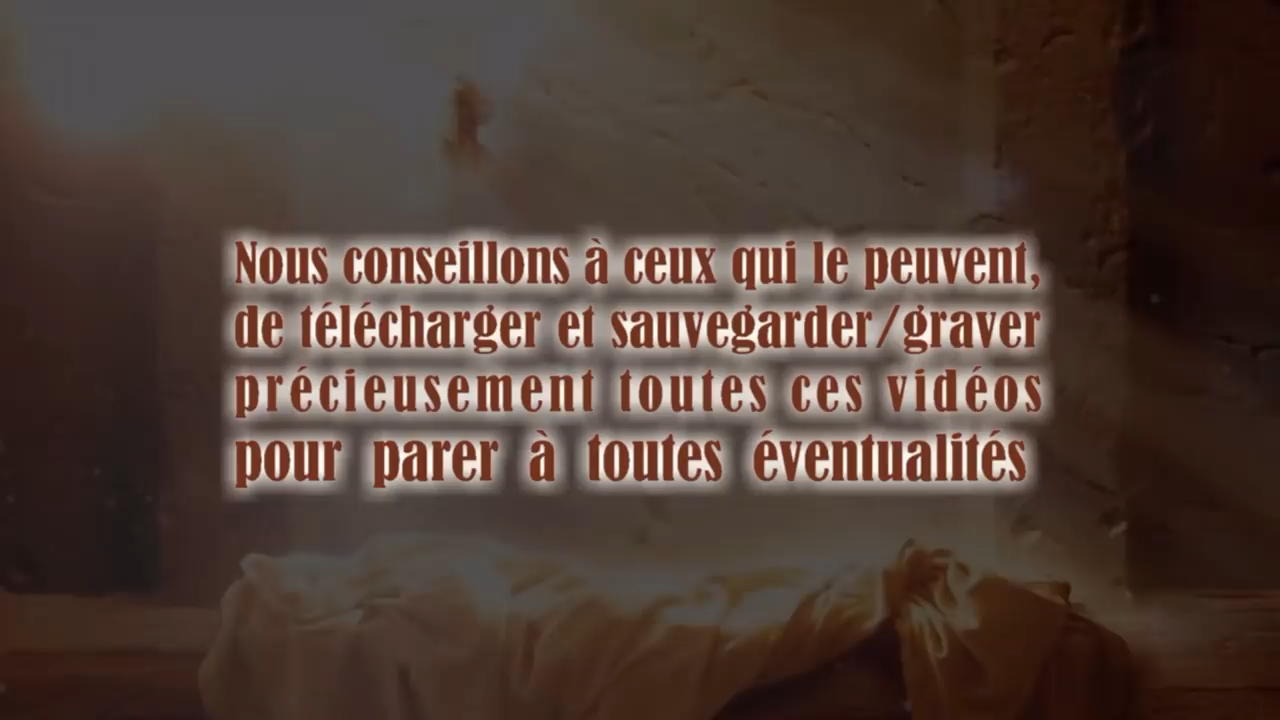 Nous conseillons à ceux qui le peuvent,
de télécharger et sauvegarder/graver
précieusement toutes ces vidéos
pour parer à toutes éventualités